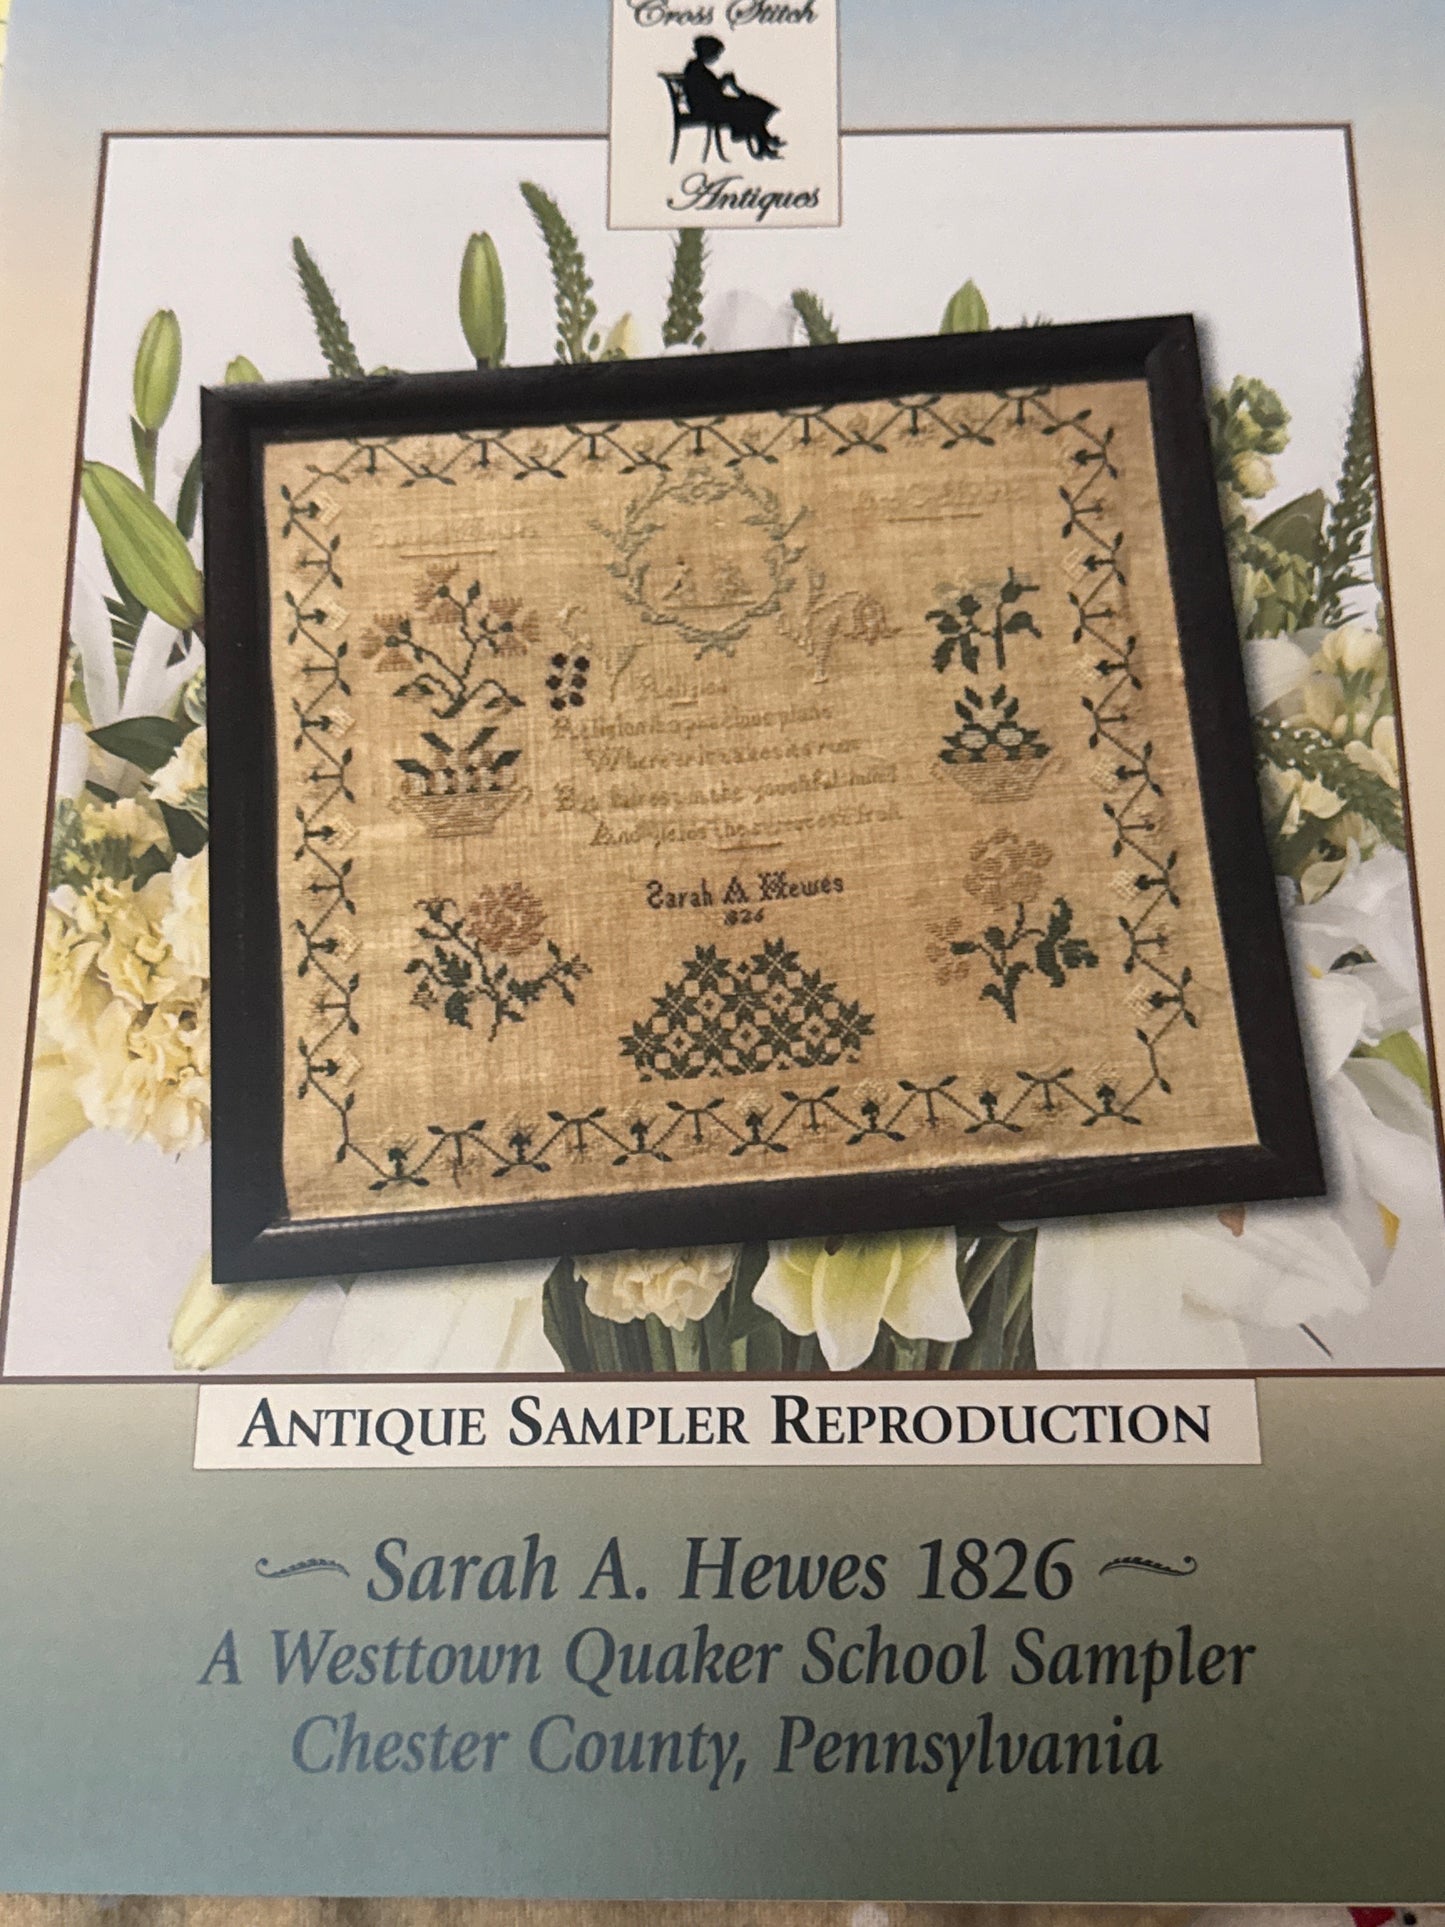 Cross Stitch
Antiques
Religion
Religion is a precious plant
Where'er it takes its root
But fairest in the youthful mind
And yields the sweetest fruit
Sarah A Hewes
1826
ANTIQUE SAMPLER REPRODUCTION
Sarah A. Hewes 1826
A Westtown Quaker School Sampler
Chester County, Pennsylvania